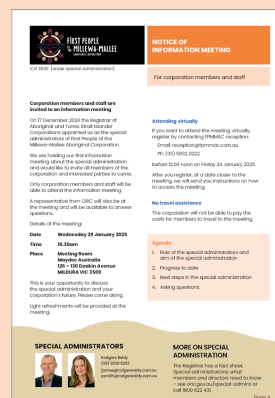 FIRST PEOPLE
OF THE
MILLEWA-MALLEE
ABORIGINAL CORPORATION
ICN 3656 (under special administration)
NOTICE OF
INFORMATION MEETING
For corporation members and staff
Corporation members and staff are
invited to an information meeting
On 17 December 2024 the Registrar of
Aboriginal and Torres Strait Islander
Corporations appointed us as the special
administrators of First People of the
Millewa-Mallee Aboriginal Corporation.
We are holding our first information
meeting about the special administration
and would like to invite all members of the
corporation and interested parties to come.
Only corporation members and staff will be
able to attend the information meeting.
A representative from ORIC will also be at
the meeting and will be available to answer
questions.
Details of the meeting:
Date Wednesday 29 January 2025
Time 10.30am
Place Meeting Room
Maydec Australia
126 – 130 Deakin Avenue
MILDURA VIC 3500
This is your opportunity to discuss
the special administration and your
corporation's future. Please come along.
Light refreshments will be provided at the
meeting.
Attending virtually
If you want to attend the meeting virtually,
register by contacting FPMMAC reception:
Email: reception@fpmmac.com.au
Ph: (03) 5832 0222
before 12.00 noon on Friday 24 January 2025.
After you register, at a date closer to the
meeting, we will send you instructions on how
to access the meeting.
No travel assistance
The corporation will not be able to pay the
costs for members to travel to the meeting.
Agenda
1. Role of the special administrators and
aim of the special administration
2. Progress to date
3. Next steps in the special administration
4. Asking questions.
SPECIAL ADMINISTRATORS
Rodgers Reidy
jgomes@rodgersreidy.com.au
MORE ON SPECIAL
ADMINISTRATION
The Registrar has a fact sheet,
Special administrations: what
members and directors need to know
– see oric.gov.au/special-admins or
call 1800 622 431.